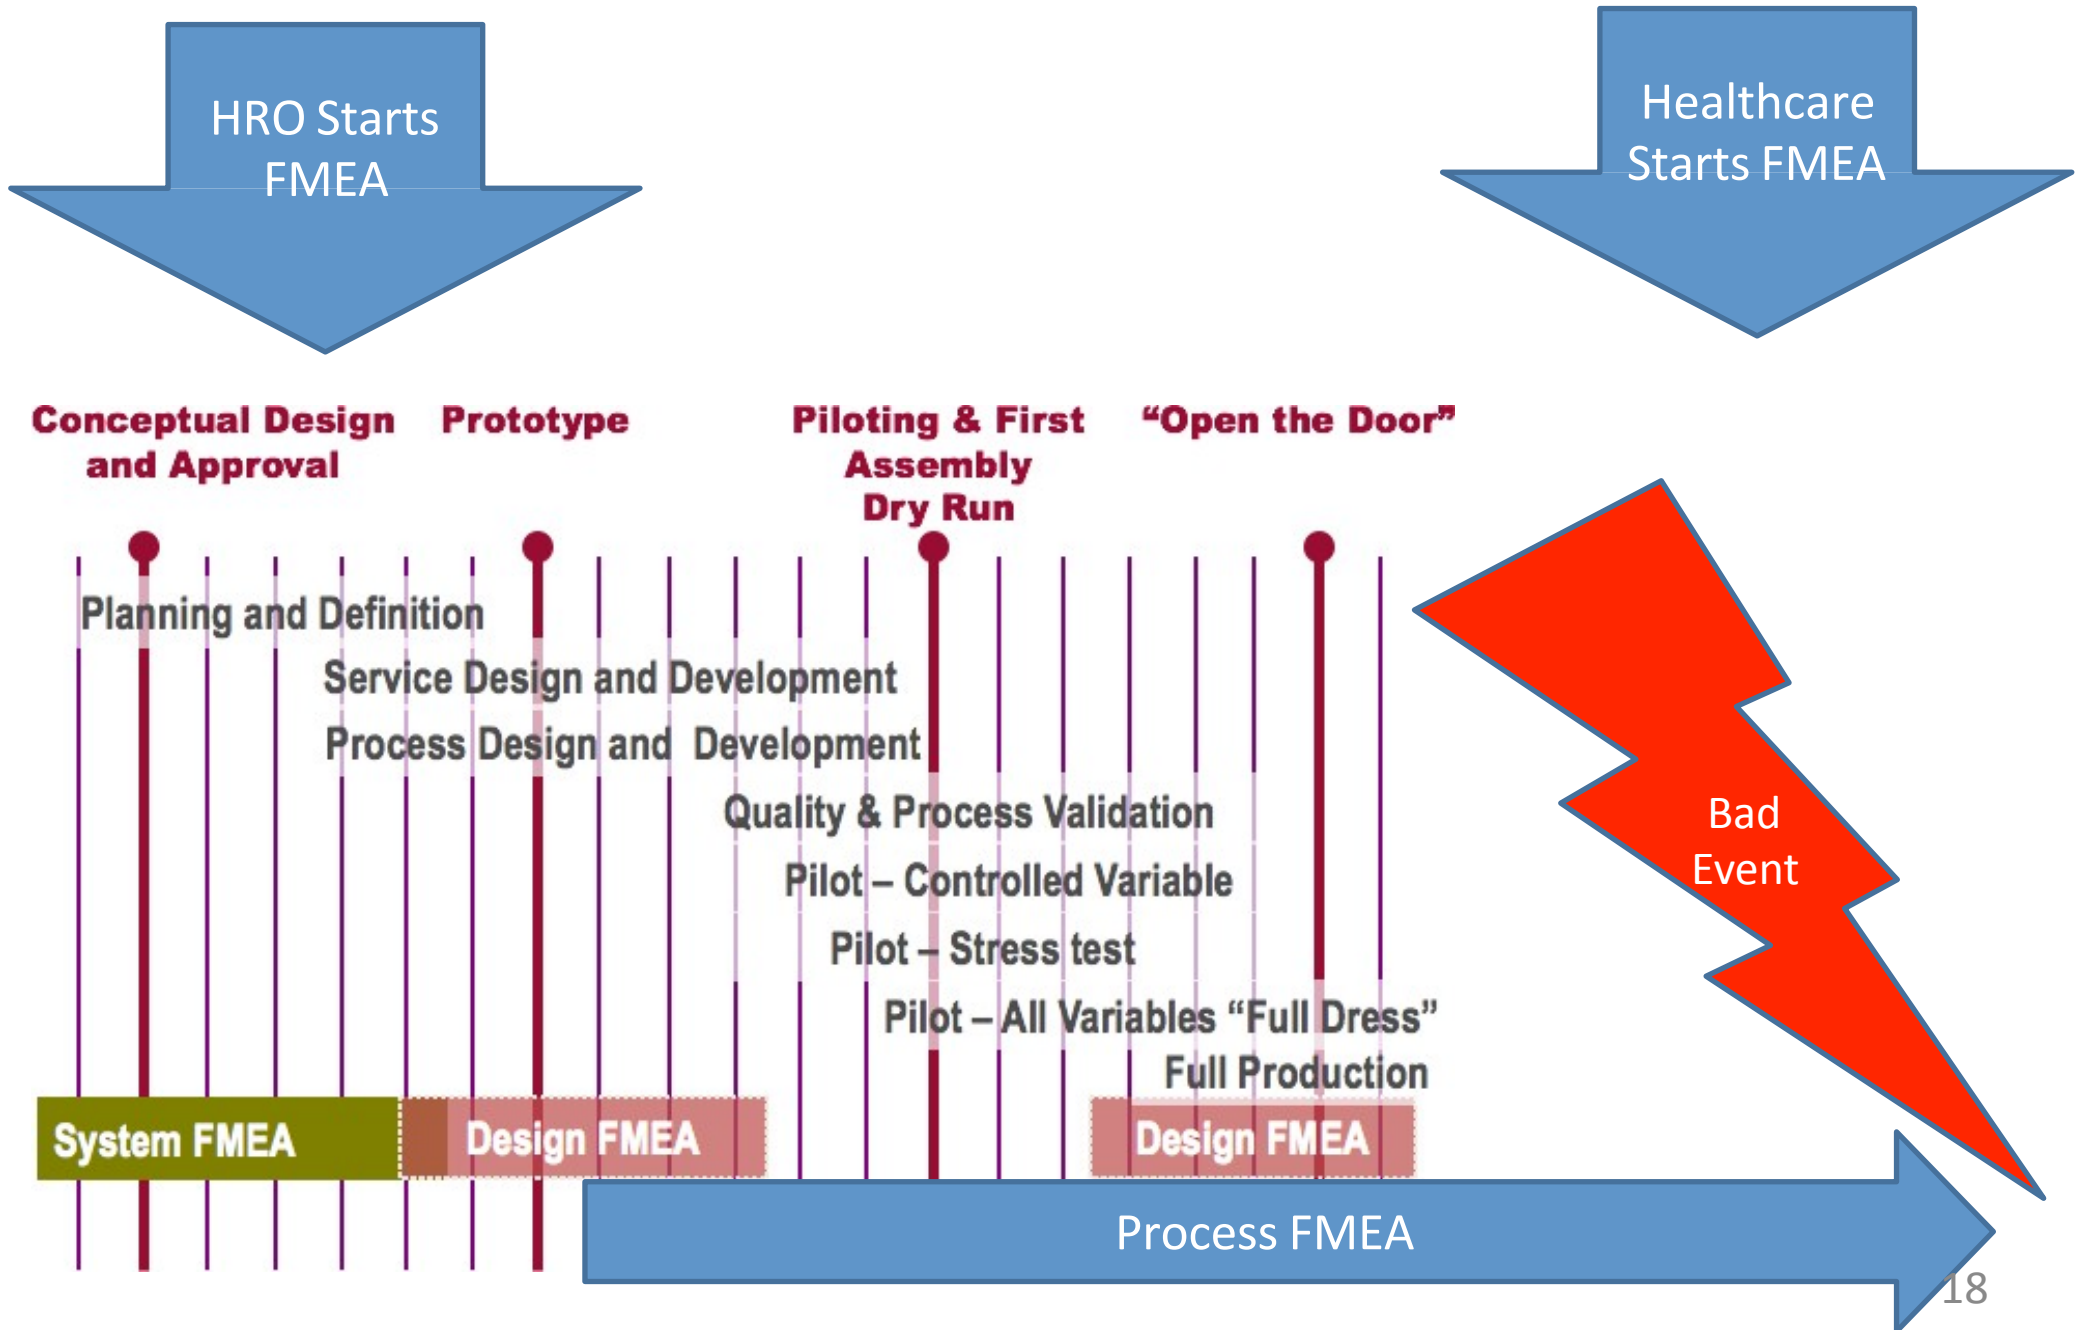 HRO Starts
FMEA
Healthcare
Starts FMEA
Conceptual Design
and Approval
Prototype
Piloting & First
Assembly
Dry Run
“Open the Door”
Planning and Definition
Service Design and Development
Process Design and Development
Quality & Process Validation
Pilot – Controlled Variable
Pilot – Stress test
Pilot – All Variables “Full Dress”
Full Production
Bad
Event
System FMEA
Design FMEA
Design FMEA
Process FMEA
18